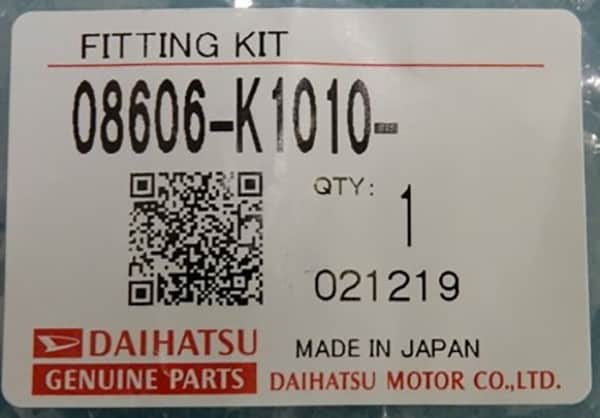 FITTING KIT
08606-K1010-
QTY: 1
021219
DAIHATSU MADE IN JAPAN
GENUINE PARTS DAIHATSU MOTOR CO.,LTD.